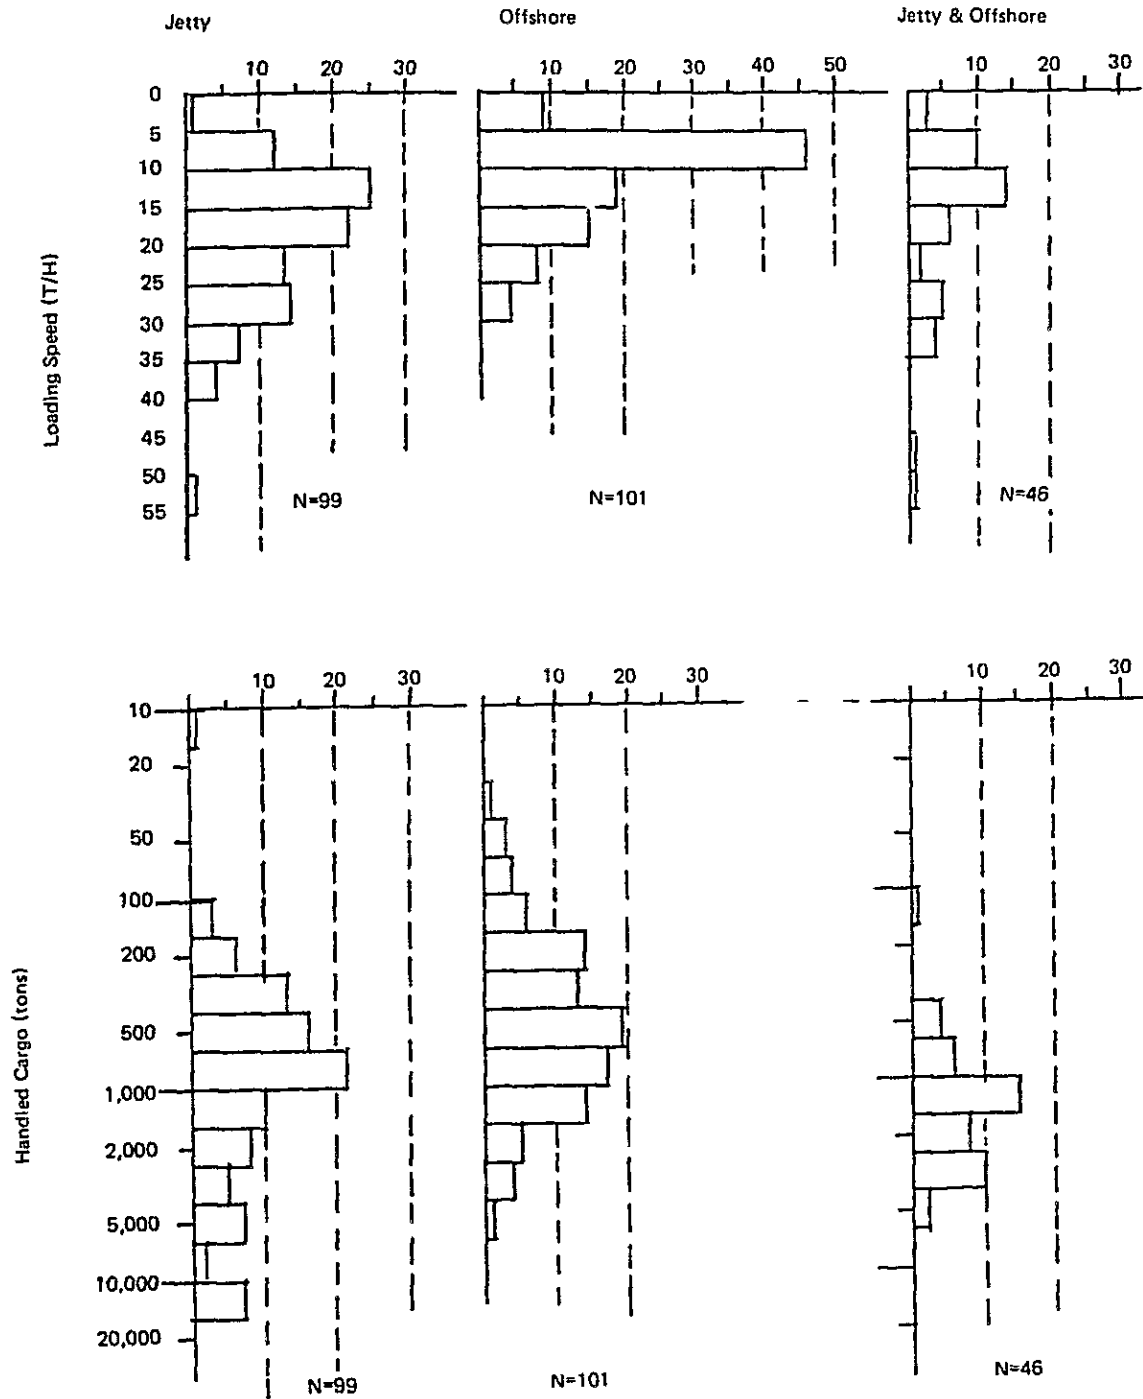 Jetty
Offshore
Jetty & Offshore
10 20 30
10 20 30 40 50
10 20 30
0
5
10
15
20
25
30
35
40
45
50
55
Loading Speed (T/H)
N=99
N=101
N=46
10 20 30
10 20 30
10 20 30
10
20
50
100
200
500
1,000
2,000
5,000
10,000
20,000
Handled Cargo (tons)
N=99
N=101
N=46